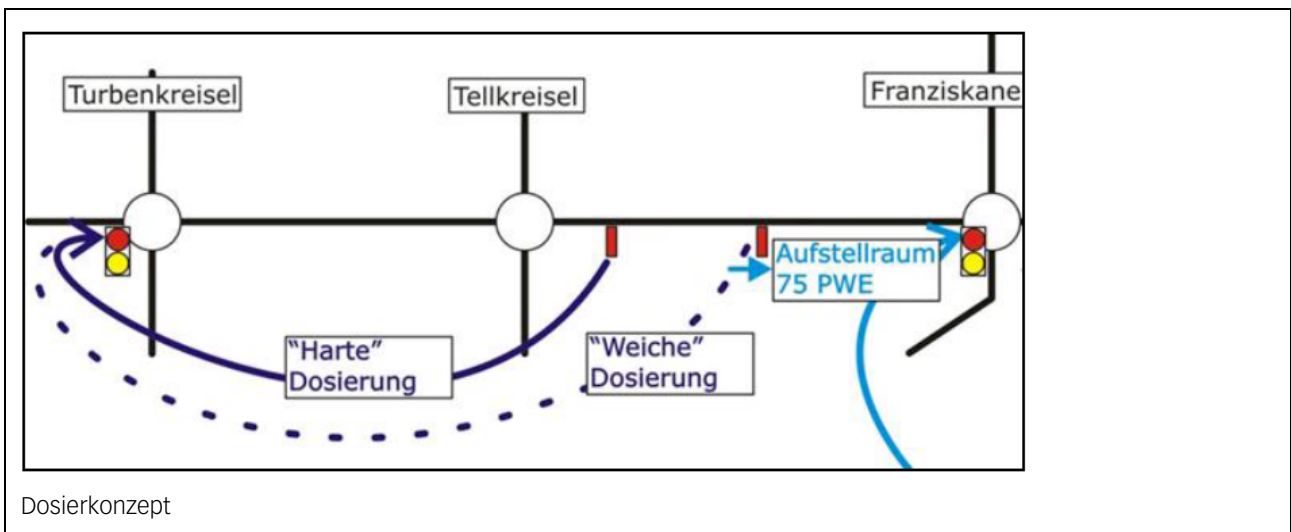 Turbenkreisel
Tellkreisel
Franziskane
Aufstellraum
75 PWE
"Harte"
Dosierung
"Weiche"
Dosierung
Dosierkonzept